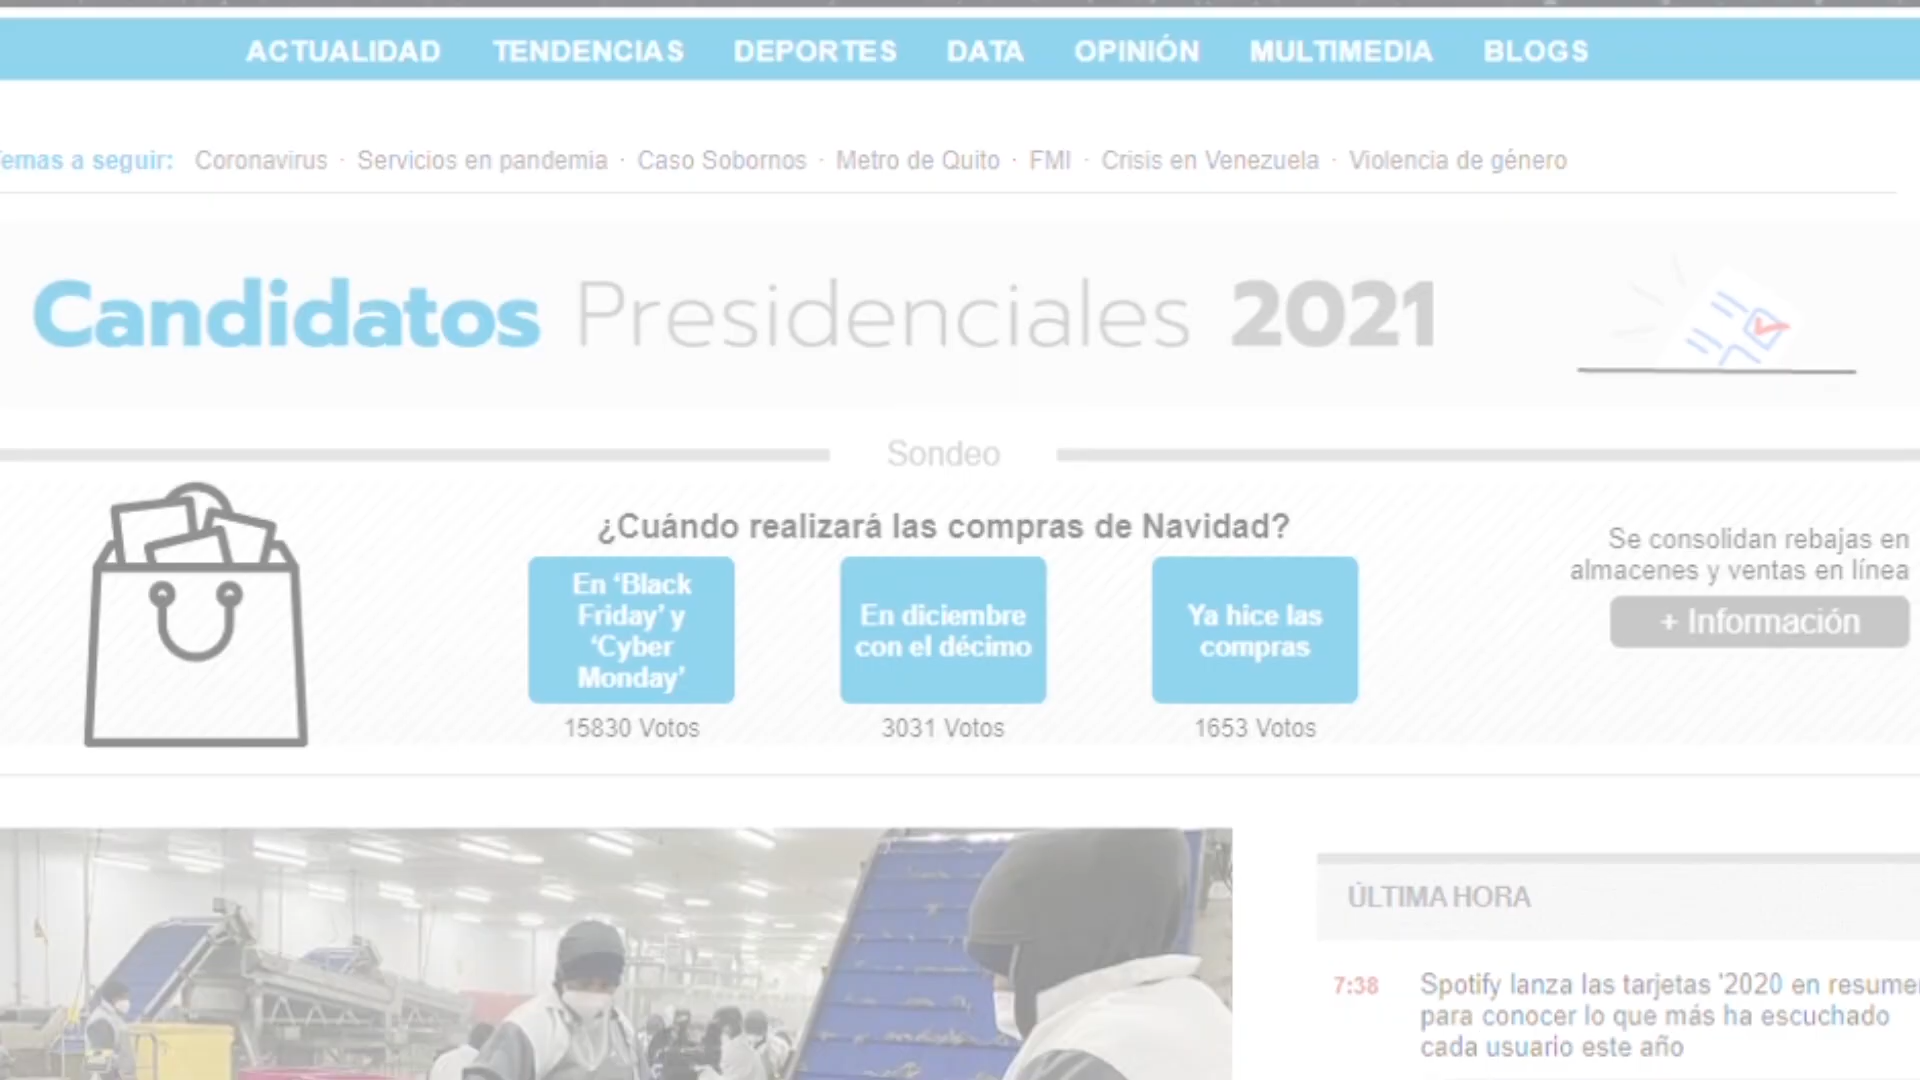 ACTUALIDAD TENDENCIAS DEPORTES DATA OPINIÓN MULTIMEDIA BLOGS
emas a seguir: Coronavirus · Servicios en pandemia · Caso Sobornos · Metro de Quito · FMI · Crisis en Venezuela · Violencia de género
Candidatos Presidenciales 2021
Sondeo
¿Cuándo realizará las compras de Navidad?
En ‘Black
Friday’ y
‘Cyber
Monday’
15830 Votos
En diciembre
con el décimo
3031 Votos
Ya hice las
compras
1653 Votos
Se consolidan rebajas en
almacenes y ventas en línea
+ Información
ÚLTIMA HORA
7:38 Spotify lanza las tarjetas '2020 en resume
para conocer lo que más ha escuchado
cada usuario este año